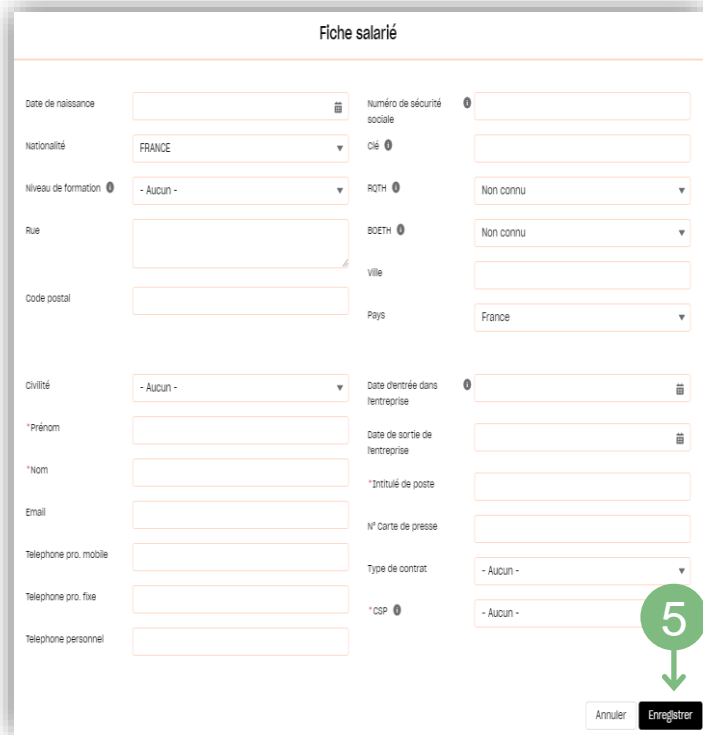 Fiche salarié
Date de naissance
Numéro de sécurité
sociale
Nationalité
FRANCE
Clé
Niveau de formation
- Aucun -
RQTH
Non connu
Rue
BOETH
Non connu
Ville
Code postal
Pays
France
Civilité
- Aucun -
Date d'entrée dans
l'entreprise
*Prénom
Date de sortie de
l'entreprise
*Nom
*Intitulé de poste
Email
N° Carte de presse
Telephone pro. mobile
Type de contrat
- Aucun -
Telephone pro. fixe
*CSP
- Aucun -
Telephone personnel
5
Annuler
Enregistrer